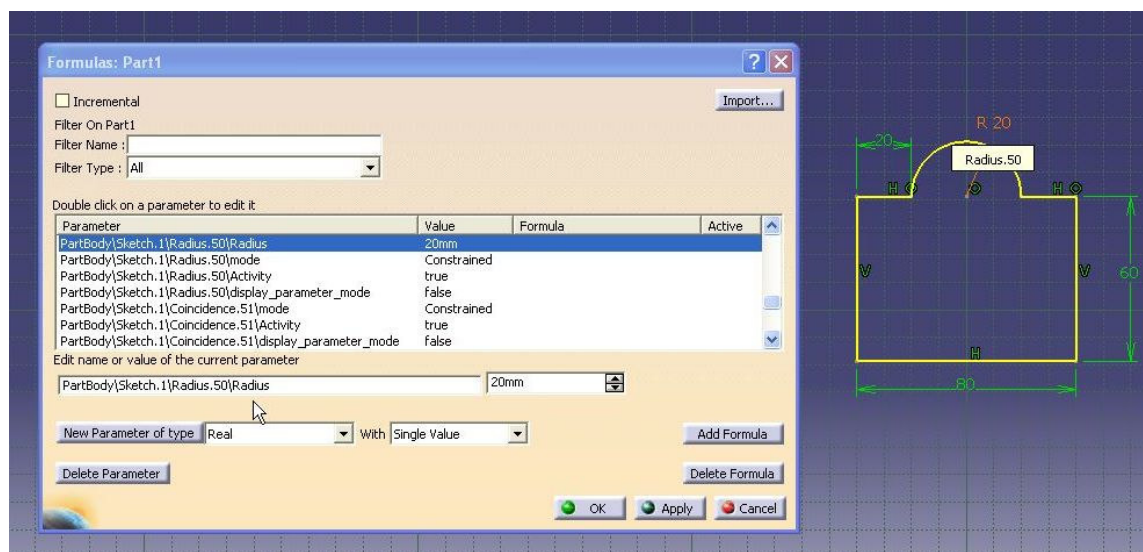 Formulas: Part1
Incremental
Import...
Filter On Part1
Filter Name :
Filter Type : All
Double click on a parameter to edit it
Parameter Value Formula Active
PartBody\Sketch.1\Radius.50\Radius 20mm
PartBody\Sketch.1\Radius.50\mode Constrained
PartBody\Sketch.1\Radius.50\Activity true
PartBody\Sketch.1\Radius.50\display_parameter_mode false
PartBody\Sketch.1\Coincidence.51\mode Constrained
PartBody\Sketch.1\Coincidence.51\Activity true
PartBody\Sketch.1\Coincidence.51\display_parameter_mode false
Edit name or value of the current parameter
PartBody\Sketch.1\Radius.50\Radius 20mm
New Parameter of type Real With Single Value Add Formula
Delete Parameter Delete Formula
OK Apply Cancel
R 20
20
Radius.50
H H
V V 60
H
80